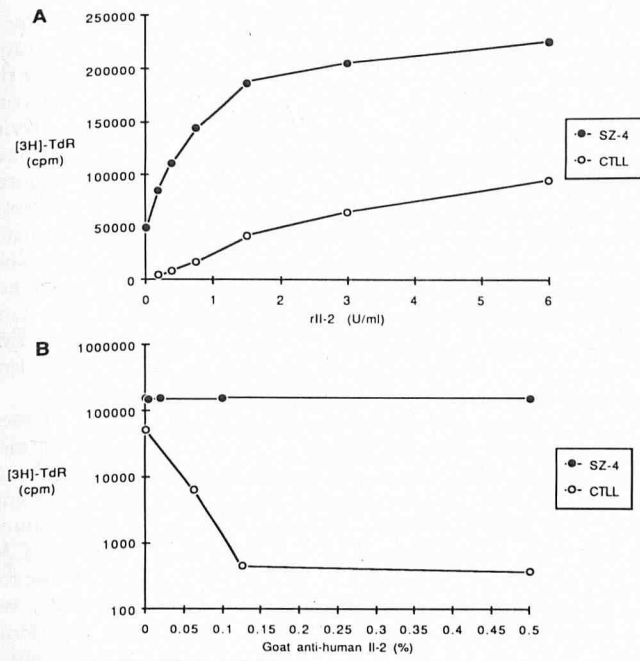 A
250000
200000
150000
[3H]-TdR
(cpm)
100000
50000
0
0 1 2 3 4 5 6
rIl-2 (U/ml)
SZ-4
CTLL
B
1000000
100000
[3H]-TdR
(cpm)
10000
1000
100
0 0.05 0.1 0.15 0.2 0.25 0.3 0.35 0.4 0.45 0.5
Goat anti-human Il-2 (%)
SZ-4
CTLL